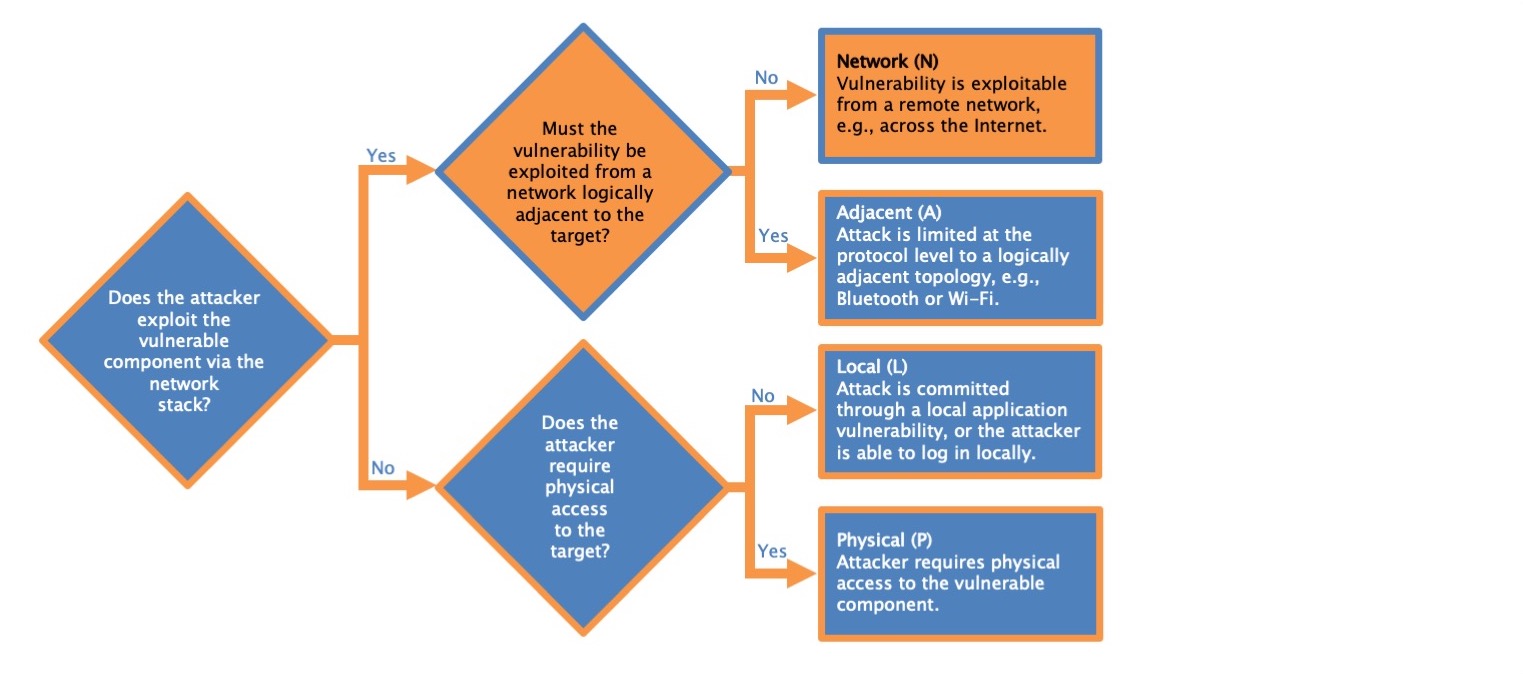 Does the attacker
exploit the
vulnerable
component via the
network
stack?
Yes
No
Must the
vulnerability be
exploited from a
network logically
adjacent to the
target?
No
Yes
Does the
attacker
require
physical
access
to the
target?
No
Yes
Network (N)
Vulnerability is exploitable
from a remote network,
e.g., across the Internet.
Adjacent (A)
Attack is limited at the
protocol level to a logically
adjacent topology, e.g.,
Bluetooth or Wi-Fi.
Local (L)
Attack is committed
through a local application
vulnerability, or the attacker
is able to log in locally.
Physical (P)
Attacker requires physical
access to the vulnerable
component.